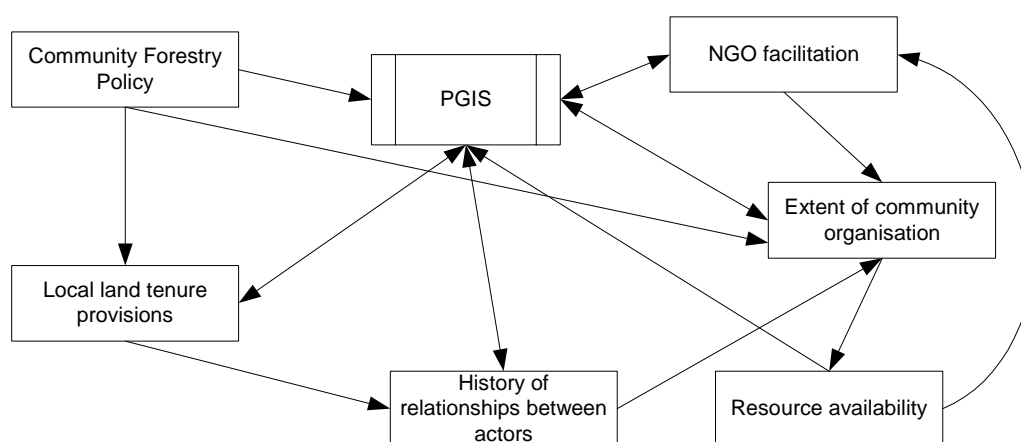 Community Forestry
Policy
PGIS
NGO facilitation
Extent of community
organisation
Local land tenure
provisions
History of
relationships between
actors
Resource availability